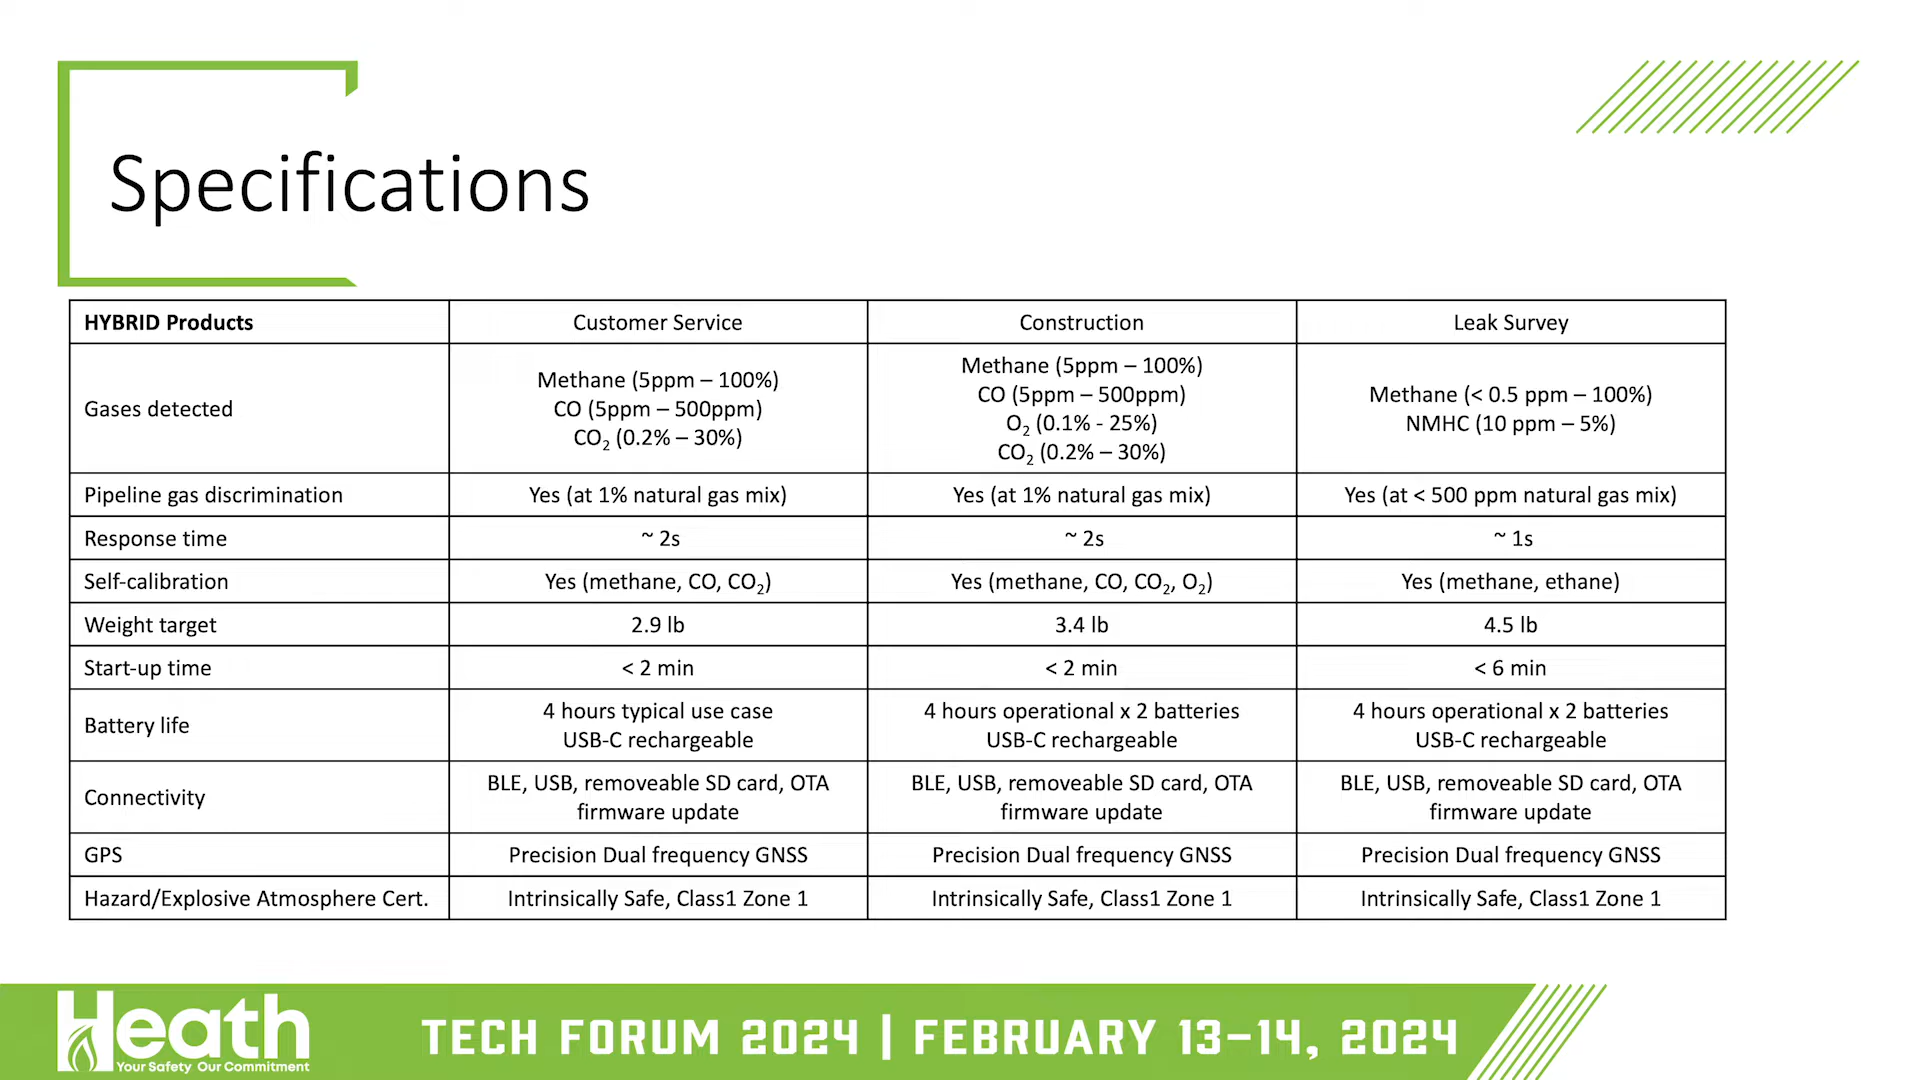 Specifications
HYBRID Products
Customer Service
Construction
Leak Survey
Gases detected
Methane (5ppm – 100%)
CO (5ppm – 500ppm)
CO2 (0.2% – 30%)
Methane (5ppm – 100%)
CO (5ppm – 500ppm)
O2 (0.1% - 25%)
CO2 (0.2% – 30%)
Methane (< 0.5 ppm – 100%)
NMHC (10 ppm – 5%)
Pipeline gas discrimination
Yes (at 1% natural gas mix)
Yes (at 1% natural gas mix)
Yes (at < 500 ppm natural gas mix)
Response time
~ 2s
~ 2s
~ 1s
Self-calibration
Yes (methane, CO, CO2)
Yes (methane, CO, CO2, O2)
Yes (methane, ethane)
Weight target
2.9 lb
3.4 lb
4.5 lb
Start-up time
< 2 min
< 2 min
< 6 min
Battery life
4 hours typical use case
USB-C rechargeable
4 hours operational x 2 batteries
USB-C rechargeable
4 hours operational x 2 batteries
USB-C rechargeable
Connectivity
BLE, USB, removeable SD card, OTA
firmware update
BLE, USB, removeable SD card, OTA
firmware update
BLE, USB, removeable SD card, OTA
firmware update
GPS
Precision Dual frequency GNSS
Precision Dual frequency GNSS
Precision Dual frequency GNSS
Hazard/Explosive Atmosphere Cert.
Intrinsically Safe, Class1 Zone 1
Intrinsically Safe, Class1 Zone 1
Intrinsically Safe, Class1 Zone 1
Heath
Your Safety Our Commitment
TECH FORUM 2024 | FEBRUARY 13–14, 2024